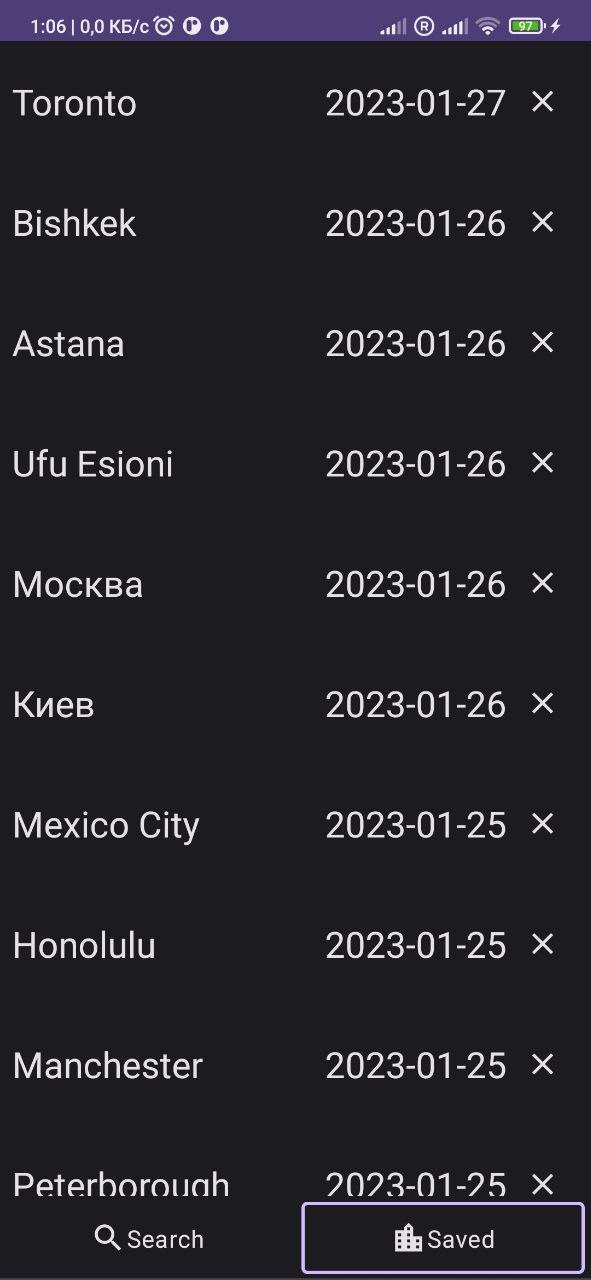 1:06 | 0,0 КБ/с R 97
Toronto 2023-01-27
Bishkek 2023-01-26
Astana 2023-01-26
Ufu Esioni 2023-01-26
Москва 2023-01-26
Киев 2023-01-26
Mexico City 2023-01-25
Honolulu 2023-01-25
Manchester 2023-01-25
Peterborough 2023-01-25
Search Saved